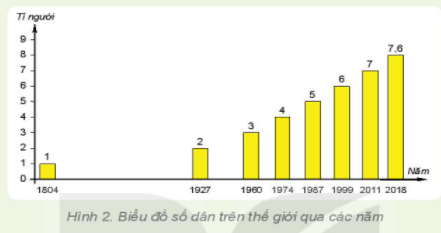 Tỉ người
9
8
7
6
5
4
3
2
1
0
1 2 3 4 5 6 7 7,6
Năm
1804 1927 1960 1974 1987 1999 2011 2018
Hình 2. Biểu đồ số dân trên thế giới qua các năm